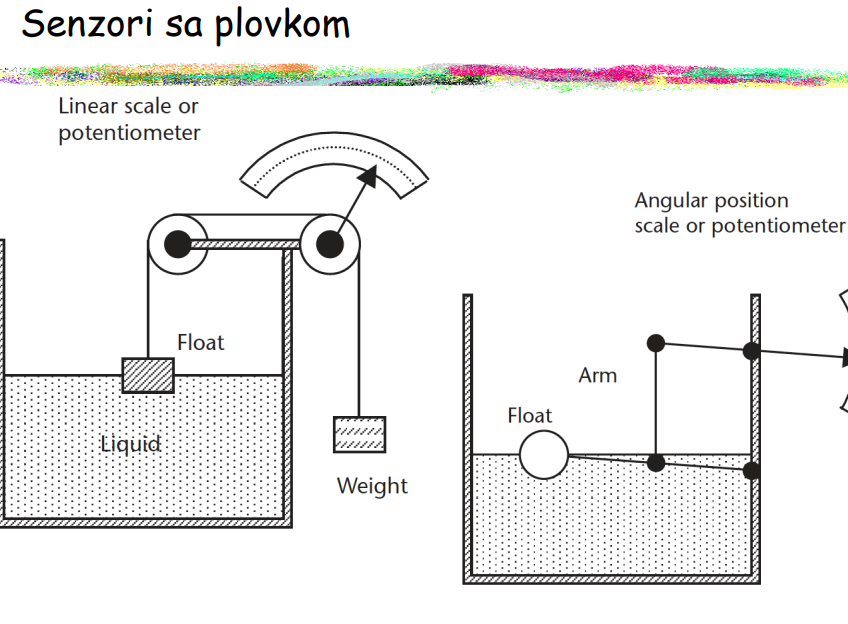 Senzori sa plovkom
Linear scale or
potentiometer
Angular position
scale or potentiometer
Float
Arm
Float
Liquid
Weight